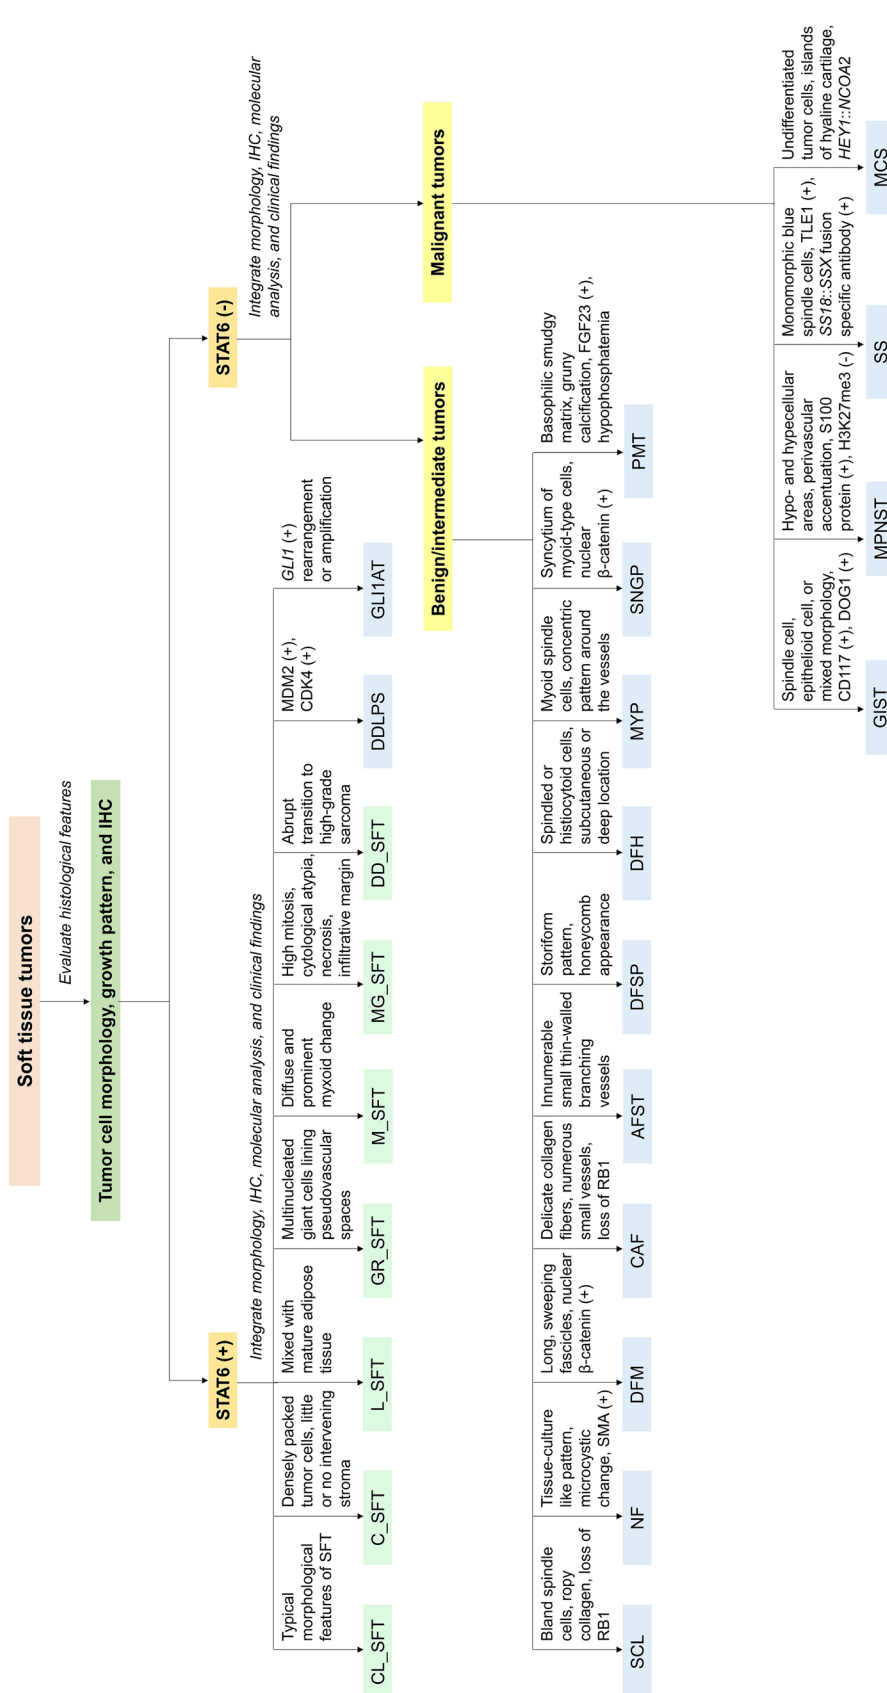 Soft tissue tumors
Evaluate histological features
Tumor cell morphology, growth pattern, and IHC
STAT6 (+)
Integrate morphology, IHC, molecular analysis, and clinical findings
Typical
morphological
features of SFT
CL_SFT
Densely packed
tumor cells, little
or no intervening
stroma
C_SFT
Mixed with
mature adipose
tissue
L_SFT
Multinucleated
giant cells lining
pseudovascular
spaces
GR_SFT
Diffuse and
prominent
myxoid change
M_SFT
High mitosis,
cytological atypia,
necrosis,
infiltrative margin
MG_SFT
Abrupt
transition to
high-grade
sarcoma
DD_SFT
MDM2 (+),
CDK4 (+)
DDLPS
GLI1 (+)
rearrangement
or amplification
GLI1AT
STAT6 (-)
Integrate morphology, IHC, molecular
analysis, and clinical findings
Benign/intermediate tumors
Bland spindle
cells, ropy
collagen, loss of
RB1
SCL
Tissue-culture
like pattern,
microcystic
change, SMA (+)
NF
Long, sweeping
fascicles, nuclear
β-catenin (+)
DFM
Delicate collagen
fibers, numerous
small vessels,
loss of RB1
CAF
Innumerable
small thin-walled
branching
vessels
AFST
Storiform
pattern,
honeycomb
appearance
DFSP
Spindled or
histiocytoid cells,
subcutaneous or
deep location
DFH
Myoid spindle
cells, concentric
pattern around
the vessels
MYP
Syncytium of
myoid-type cells,
nuclear
β-catenin (+)
SNGP
Basophilic smudgy
matrix, gruny
calcification, FGF23 (+),
hypophosphatemia
PMT
Malignant tumors
Spindle cell,
epithelioid cell, or
mixed morphology,
CD117 (+), DOG1 (+)
GIST
Hypo- and hypecellular
areas, perivascular
accentuation, S100
protein (+), H3K27me3 (-)
MPNST
Monomorphic blue
spindle cells, TLE1 (+),
SS18::SSX fusion
specific antibody (+)
SS
Undifferentiated
tumor cells, islands
of hyaline cartilage,
HEY1::NCOA2
MCS